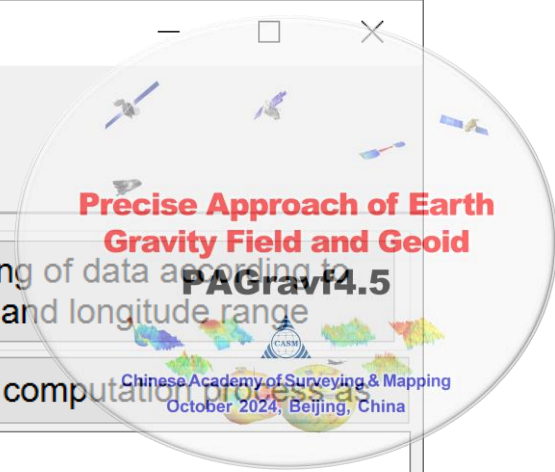 Precise Approach of Earth
Gravity Field and Geoid
ng of data according to
PAGravf4.5
and longitude range
CASM
Chinese Academy of Surveying & Mapping
computation process as
October 2024, Beijing, China